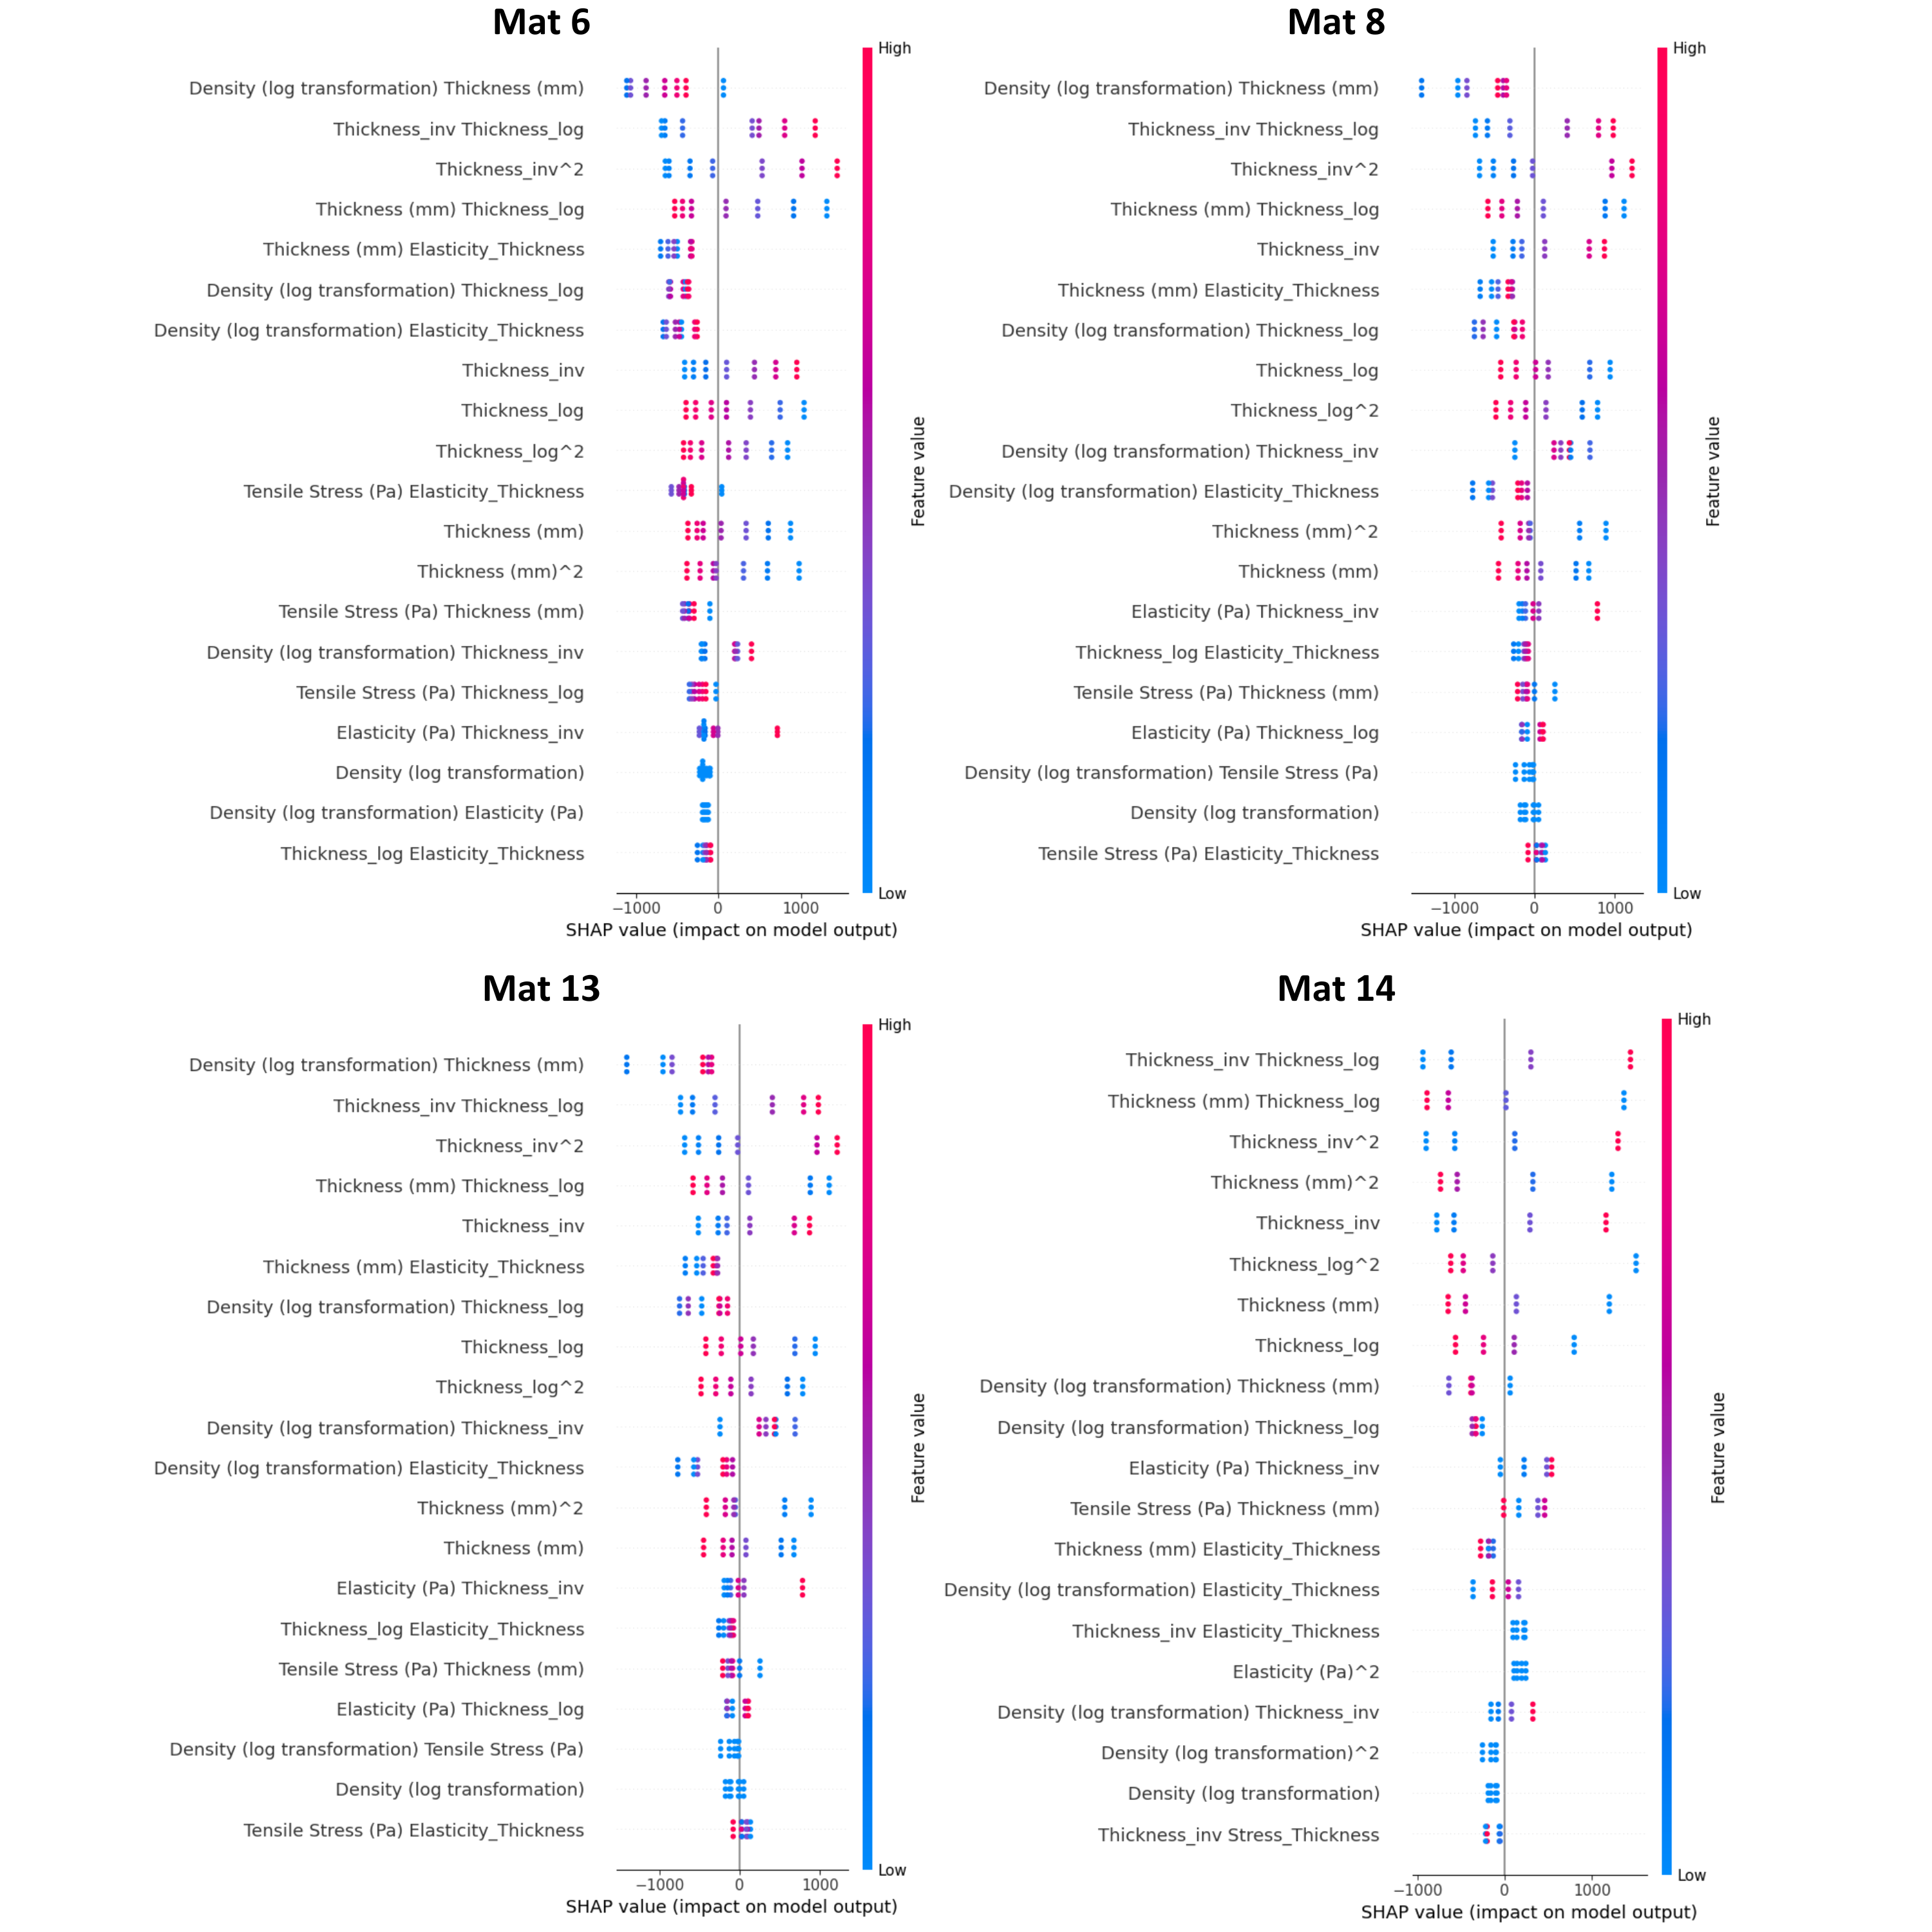 Mat 6
High
Density (log transformation) Thickness (mm)
Thickness_inv Thickness_log
Thickness_inv^2
Thickness (mm) Thickness_log
Thickness (mm) Elasticity_Thickness
Density (log transformation) Thickness_log
Density (log transformation) Elasticity_Thickness
Thickness_inv
Thickness_log
Thickness_log^2
Tensile Stress (Pa) Elasticity_Thickness
Thickness (mm)
Thickness (mm)^2
Tensile Stress (Pa) Thickness (mm)
Density (log transformation) Thickness_inv
Tensile Stress (Pa) Thickness_log
Elasticity (Pa) Thickness_inv
Density (log transformation)
Density (log transformation) Elasticity (Pa)
Thickness_log Elasticity_Thickness
Feature value
Low
−1000 0 1000
SHAP value (impact on model output)
Mat 8
High
Density (log transformation) Thickness (mm)
Thickness_inv Thickness_log
Thickness_inv^2
Thickness (mm) Thickness_log
Thickness_inv
Thickness (mm) Elasticity_Thickness
Density (log transformation) Thickness_log
Thickness_log
Thickness_log^2
Density (log transformation) Thickness_inv
Density (log transformation) Elasticity_Thickness
Thickness (mm)^2
Thickness (mm)
Elasticity (Pa) Thickness_inv
Thickness_log Elasticity_Thickness
Tensile Stress (Pa) Thickness (mm)
Elasticity (Pa) Thickness_log
Density (log transformation) Tensile Stress (Pa)
Density (log transformation)
Tensile Stress (Pa) Elasticity_Thickness
Feature value
Low
−1000 0 1000
SHAP value (impact on model output)
Mat 13
High
Density (log transformation) Thickness (mm)
Thickness_inv Thickness_log
Thickness_inv^2
Thickness (mm) Thickness_log
Thickness_inv
Thickness (mm) Elasticity_Thickness
Density (log transformation) Thickness_log
Thickness_log
Thickness_log^2
Density (log transformation) Thickness_inv
Density (log transformation) Elasticity_Thickness
Thickness (mm)^2
Thickness (mm)
Elasticity (Pa) Thickness_inv
Thickness_log Elasticity_Thickness
Tensile Stress (Pa) Thickness (mm)
Elasticity (Pa) Thickness_log
Density (log transformation) Tensile Stress (Pa)
Density (log transformation)
Tensile Stress (Pa) Elasticity_Thickness
Feature value
Low
−1000 0 1000
SHAP value (impact on model output)
Mat 14
High
Thickness_inv Thickness_log
Thickness (mm) Thickness_log
Thickness_inv^2
Thickness (mm)^2
Thickness_inv
Thickness_log^2
Thickness (mm)
Thickness_log
Density (log transformation) Thickness (mm)
Density (log transformation) Thickness_log
Elasticity (Pa) Thickness_inv
Tensile Stress (Pa) Thickness (mm)
Thickness (mm) Elasticity_Thickness
Density (log transformation) Elasticity_Thickness
Thickness_inv Elasticity_Thickness
Elasticity (Pa)^2
Density (log transformation) Thickness_inv
Density (log transformation)^2
Density (log transformation)
Thickness_inv Stress_Thickness
Feature value
Low
−1000 0 1000
SHAP value (impact on model output)